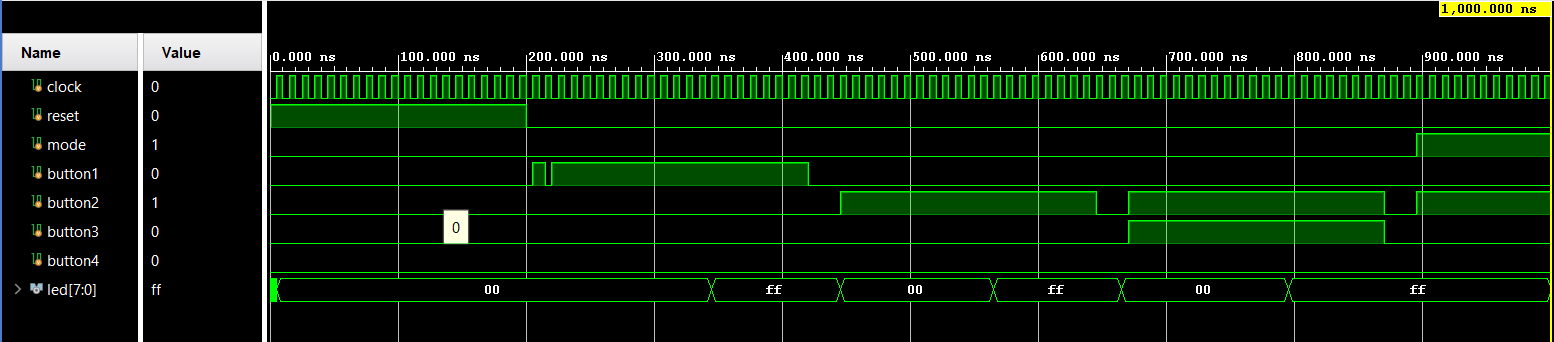 1,000.000 ns
Name Value
0.000 ns 100.000 ns 200.000 ns 300.000 ns 400.000 ns 500.000 ns 600.000 ns 700.000 ns 800.000 ns 900.000 ns
clock 0
reset 0
mode 1
button1 0
button2 1
button3 0
0
button4 0
led[7:0] ff 00 ff 00 ff 00 ff